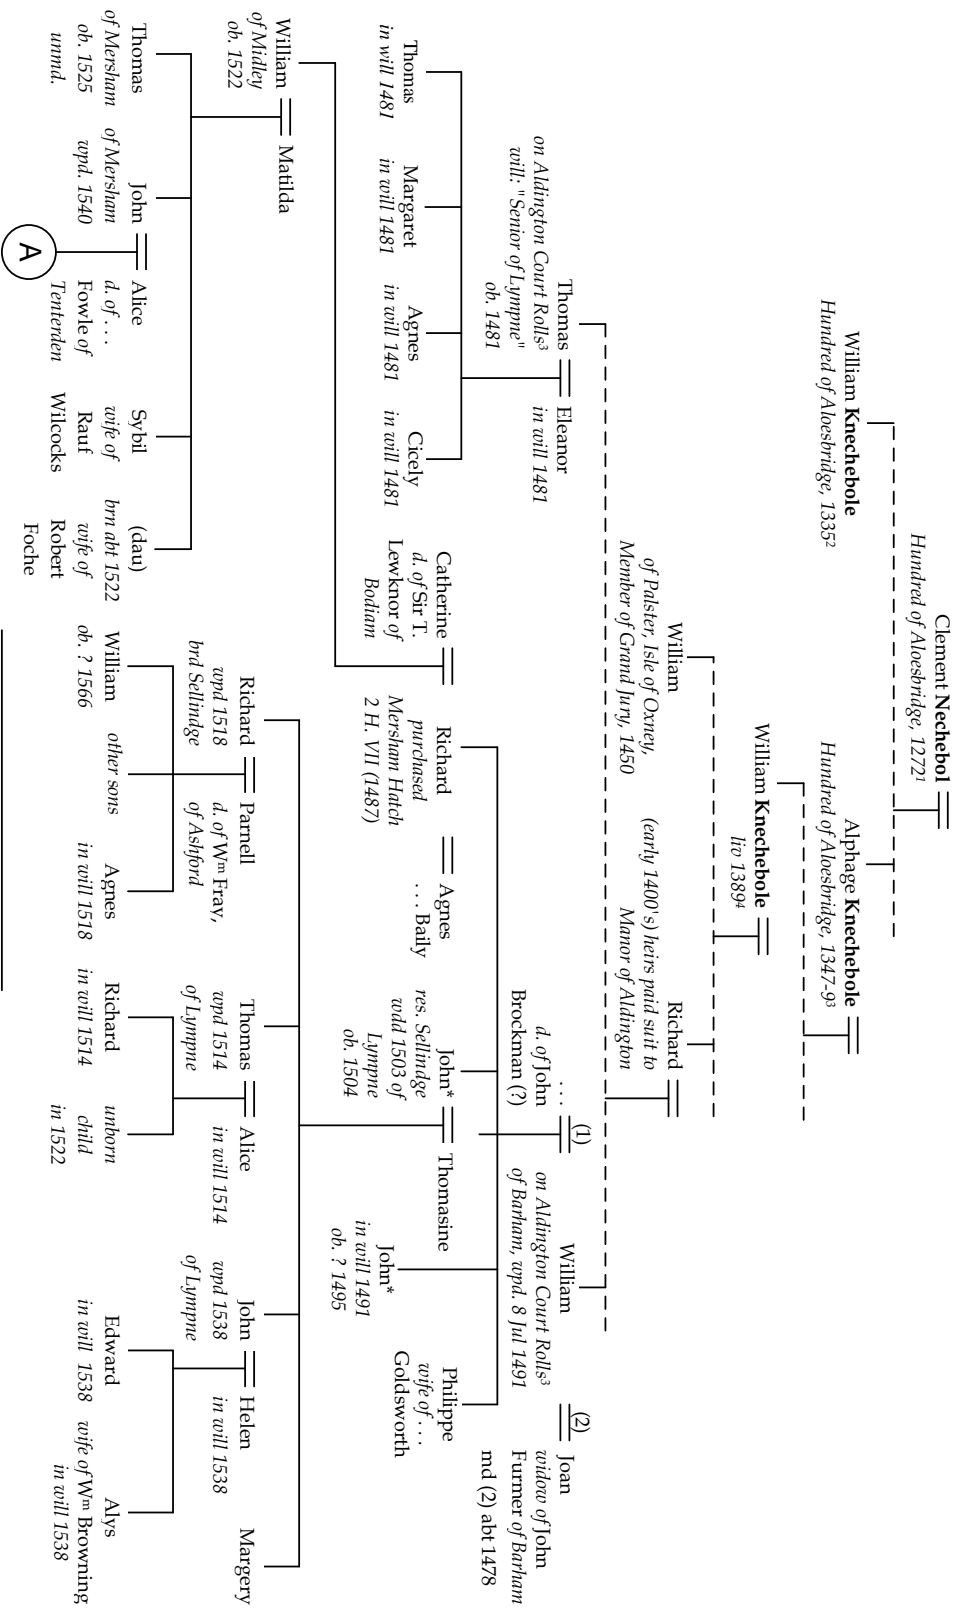 Clement Nechebol
Hundred of Aloesbridge, 1272¹
William Knechebole
Hundred of Aloesbridge, 1335²
Alphage Knechebole
Hundred of Aloesbridge, 1347-9³
William Knechebole
liv 1389⁴
William
of Palster, Isle of Oxney,
Member of Grand Jury, 1450
Richard
(early 1400's) heirs paid suit to
Manor of Aldington
Thomas
on Aldington Court Rolls³
will: "Senior of Lympne"
ob. 1481
Eleanor
in will 1481
. . .
d. of John
Brockman (?)
(1)
William
on Aldington Court Rolls³
of Barham, wpd. 8 Jul 1491
(2)
Joan
widow of John
Furmer of Barham
md (2) abt 1478
Thomas
in will 1481
Margaret
in will 1481
Agnes
in will 1481
Cicely
in will 1481
Catherine
d. of Sir T.
Lewknor of
Bodiam
Richard
purchased
Mersham Hatch
2 H. VII (1487)
Agnes
. . . Baily
John*
res. Sellindge
wdd 1503 of
Lympne
ob. 1504
Thomasine
John*
in will 1491
ob. ? 1495
Philippe
wife of . . .
Goldsworth
William
of Midley
ob. 1522
Matilda
Richard
wpd 1518
brd Sellindge
Parnell
d. of Wᵐ Fray,
of Ashford
Thomas
wpd 1514
of Lympne
Alice
in will 1514
John
wpd 1538
of Lympne
Helen
in will 1538
Margery
Thomas
of Mersham
ob. 1525
unmd.
John
of Mersham
wpd. 1540
Alice
d. of . . .
Fowle of
Tenterden
Sybil
wife of
Rauf
Wilcocks
(dau)
brn abt 1522
wife of
Robert
Foche
William
ob. ? 1566
other sons
Agnes
in will 1518
Richard
in will 1514
unborn
child
in 1522
Edward
in will 1538
Alys
wife of Wᵐ Browning
in will 1538
A